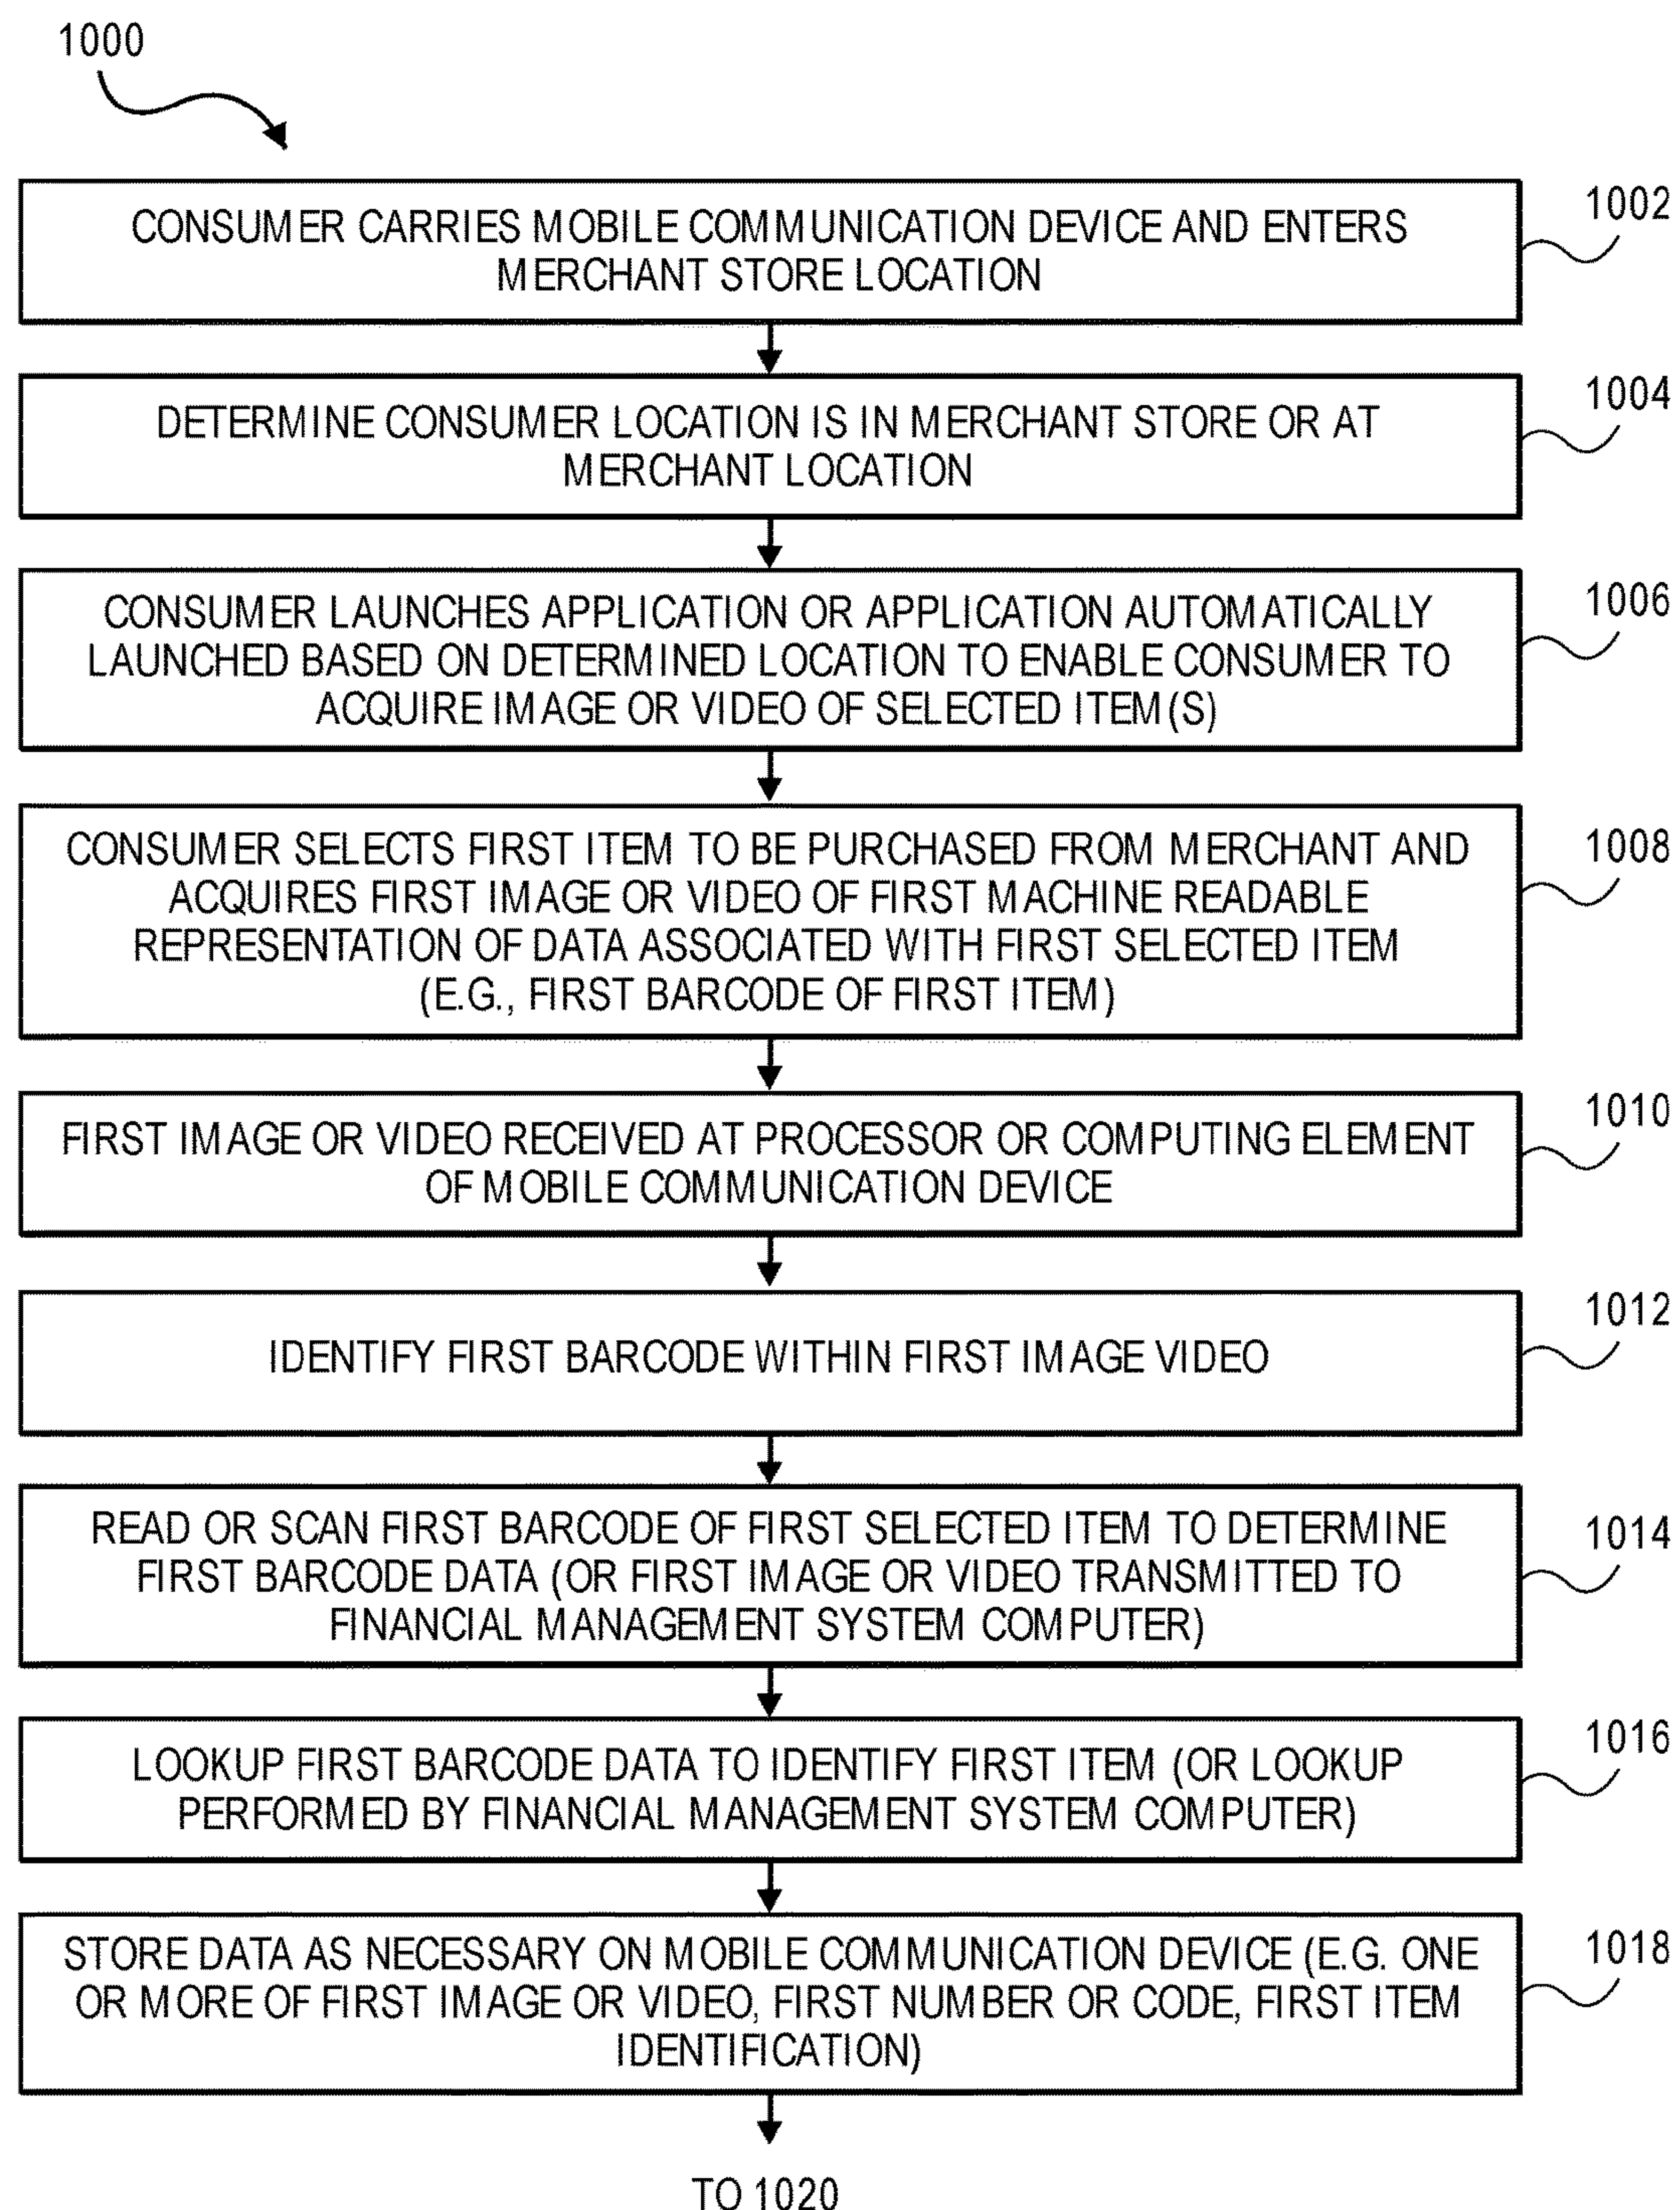 1000
CONSUMER CARRIES MOBILE COMMUNICATION DEVICE AND ENTERS
MERCHANT STORE LOCATION
1002
DETERMINE CONSUMER LOCATION IS IN MERCHANT STORE OR AT
MERCHANT LOCATION
1004
CONSUMER LAUNCHES APPLICATION OR APPLICATION AUTOMATICALLY
LAUNCHED BASED ON DETERMINED LOCATION TO ENABLE CONSUMER TO
ACQUIRE IMAGE OR VIDEO OF SELECTED ITEM(S)
1006
CONSUMER SELECTS FIRST ITEM TO BE PURCHASED FROM MERCHANT AND
ACQUIRES FIRST IMAGE OR VIDEO OF FIRST MACHINE READABLE
REPRESENTATION OF DATA ASSOCIATED WITH FIRST SELECTED ITEM
(E.G., FIRST BARCODE OF FIRST ITEM)
1008
FIRST IMAGE OR VIDEO RECEIVED AT PROCESSOR OR COMPUTING ELEMENT
OF MOBILE COMMUNICATION DEVICE
1010
IDENTIFY FIRST BARCODE WITHIN FIRST IMAGE VIDEO
1012
READ OR SCAN FIRST BARCODE OF FIRST SELECTED ITEM TO DETERMINE
FIRST BARCODE DATA (OR FIRST IMAGE OR VIDEO TRANSMITTED TO
FINANCIAL MANAGEMENT SYSTEM COMPUTER)
1014
LOOKUP FIRST BARCODE DATA TO IDENTIFY FIRST ITEM (OR LOOKUP
PERFORMED BY FINANCIAL MANAGEMENT SYSTEM COMPUTER)
1016
STORE DATA AS NECESSARY ON MOBILE COMMUNICATION DEVICE (E.G. ONE
OR MORE OF FIRST IMAGE OR VIDEO, FIRST NUMBER OR CODE, FIRST ITEM
IDENTIFICATION)
1018
TO 1020